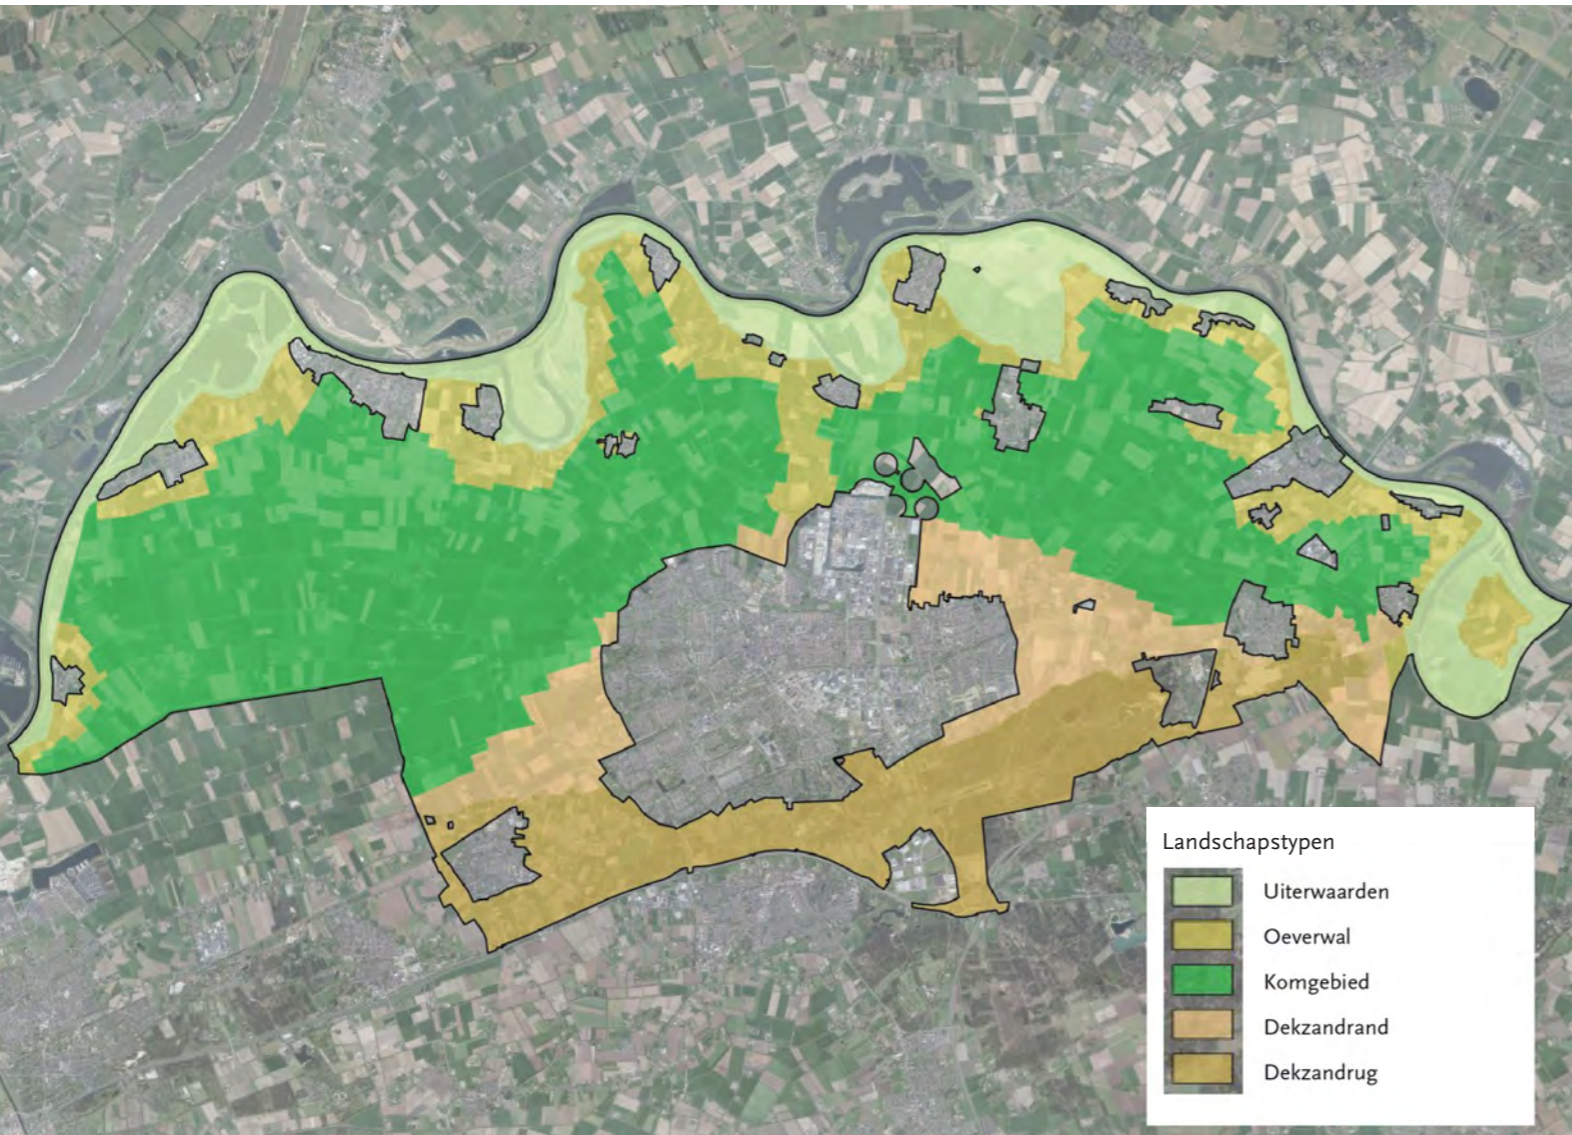 Landschapstypen
Uiterwaarden
Oeverwal
Komgebied
Dekzandrand
Dekzandrug